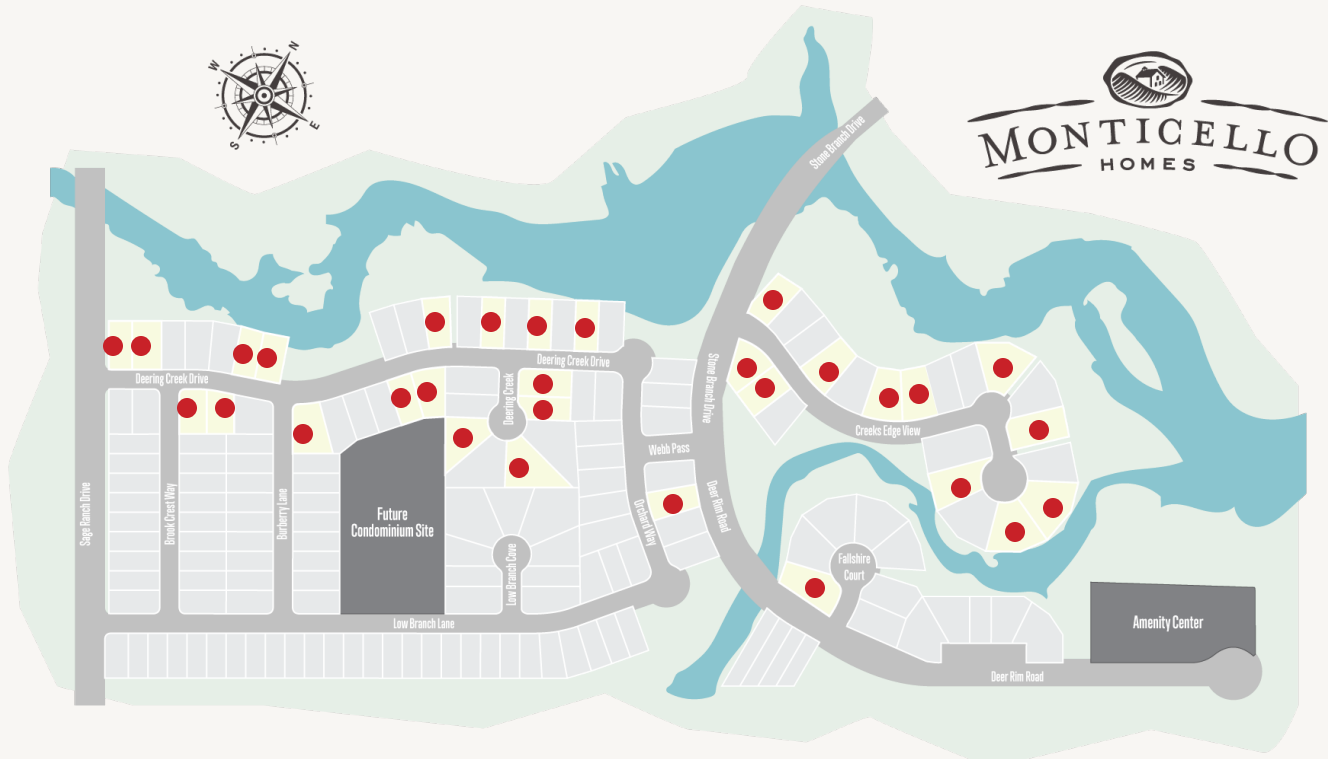 N
W
E
S
MONTICELLO
HOMES
Stone Branch Drive
Deering Creek Drive
Deering Creek Drive
Deering Creek
Stone Branch Drive
Creeks Edge View
Webb Pass
Sage Ranch Drive
Brook Crest Way
Burberry Lane
Future
Condominium Site
Orchard Way
Deer Rim Road
Low Branch Cove
Fallshire
Court
Low Branch Lane
Amenity Center
Deer Rim Road